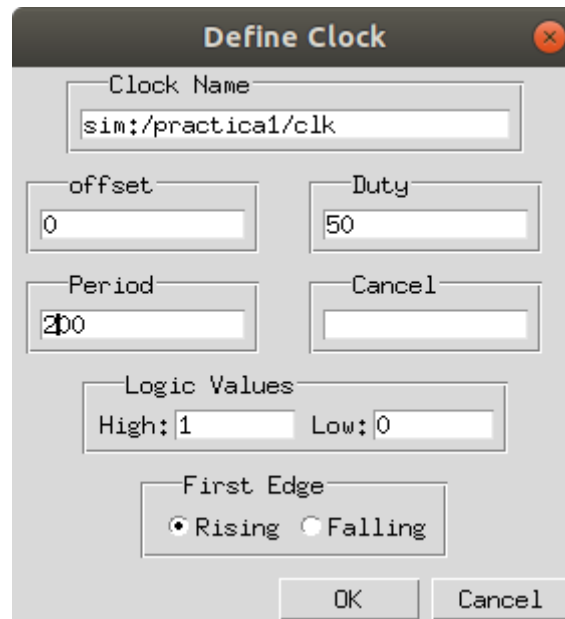 Define Clock
Clock Name
sim:/practica1/clk
offset Duty
0 50
Period Cancel
200
Logic Values
High: 1 Low: 0
First Edge
Rising Falling
OK Cancel